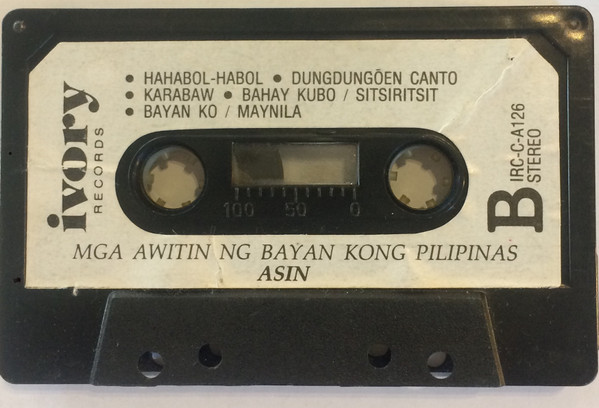 • HAHABOL-HABOL • DUNGDUNGÕEN CANTO
• KARABAW • BAHAY KUBO / SITSIRITSIT
• BAYAN KO / MAYNILA
ivory
RECORDS
100 50 0
B
IRC-C-A126
STEREO
MGA AWITIN NG BAYAN KONG PILIPINAS
ASIN